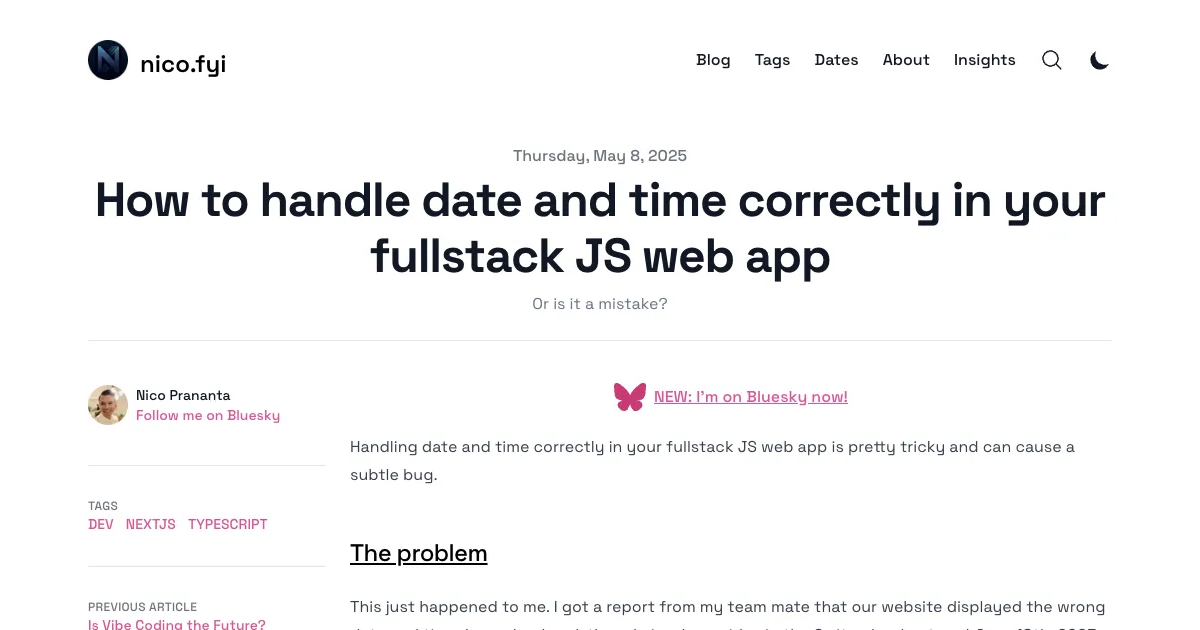 nico.fyi
Blog Tags Dates About Insights
Thursday, May 8, 2025
How to handle date and time correctly in your
fullstack JS web app
Or is it a mistake?
Nico Prananta
Follow me on Bluesky
TAGS
DEV NEXTJS TYPESCRIPT
PREVIOUS ARTICLE
Is Vibe Coding the Future?
NEW: I'm on Bluesky now!
Handling date and time correctly in your fullstack JS web app is pretty tricky and can cause a
subtle bug.
The problem
This just happened to me. I got a report from my team mate that our website displayed the wrong